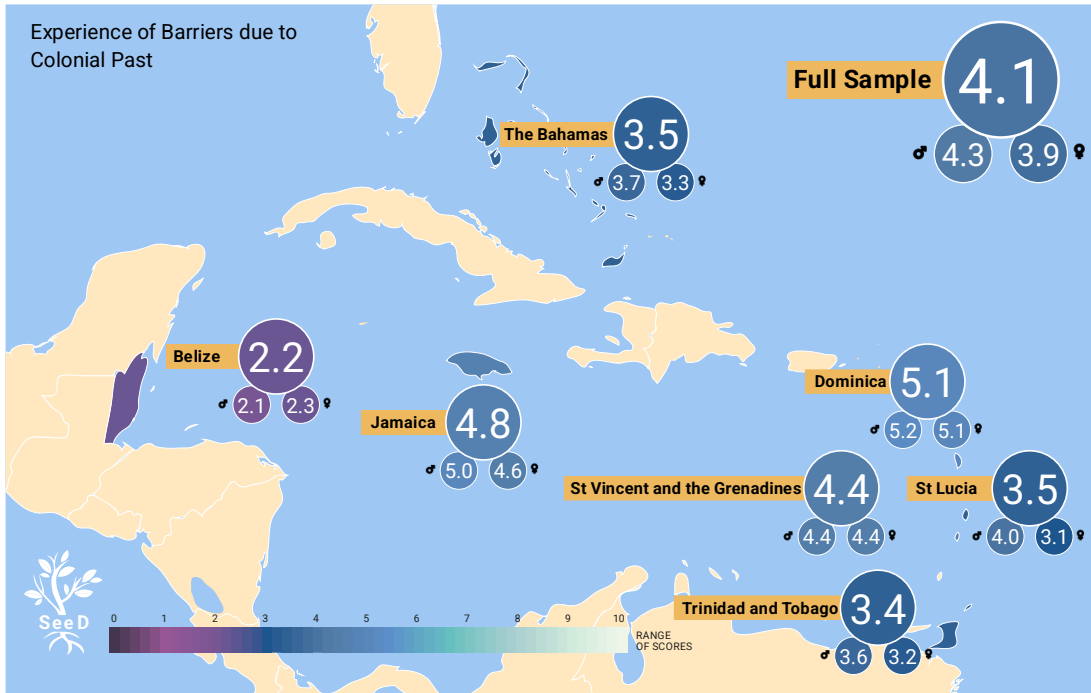 Experience of Barriers due to
Colonial Past
Full Sample
4.1
♂ 4.3 3.9 ♀
The Bahamas
3.5
♂ 3.7 3.3 ♀
Belize
2.2
♂ 2.1 2.3 ♀
Jamaica
4.8
♂ 5.0 4.6 ♀
Dominica
5.1
♂ 5.2 5.1 ♀
St Vincent and the Grenadines
4.4
♂ 4.4 4.4 ♀
St Lucia
3.5
♂ 4.0 3.1 ♀
Trinidad and Tobago
3.4
♂ 3.6 3.2 ♀
SeeD
0 1 2 3 4 5 6 7 8 9 10
RANGE
OF SCORES